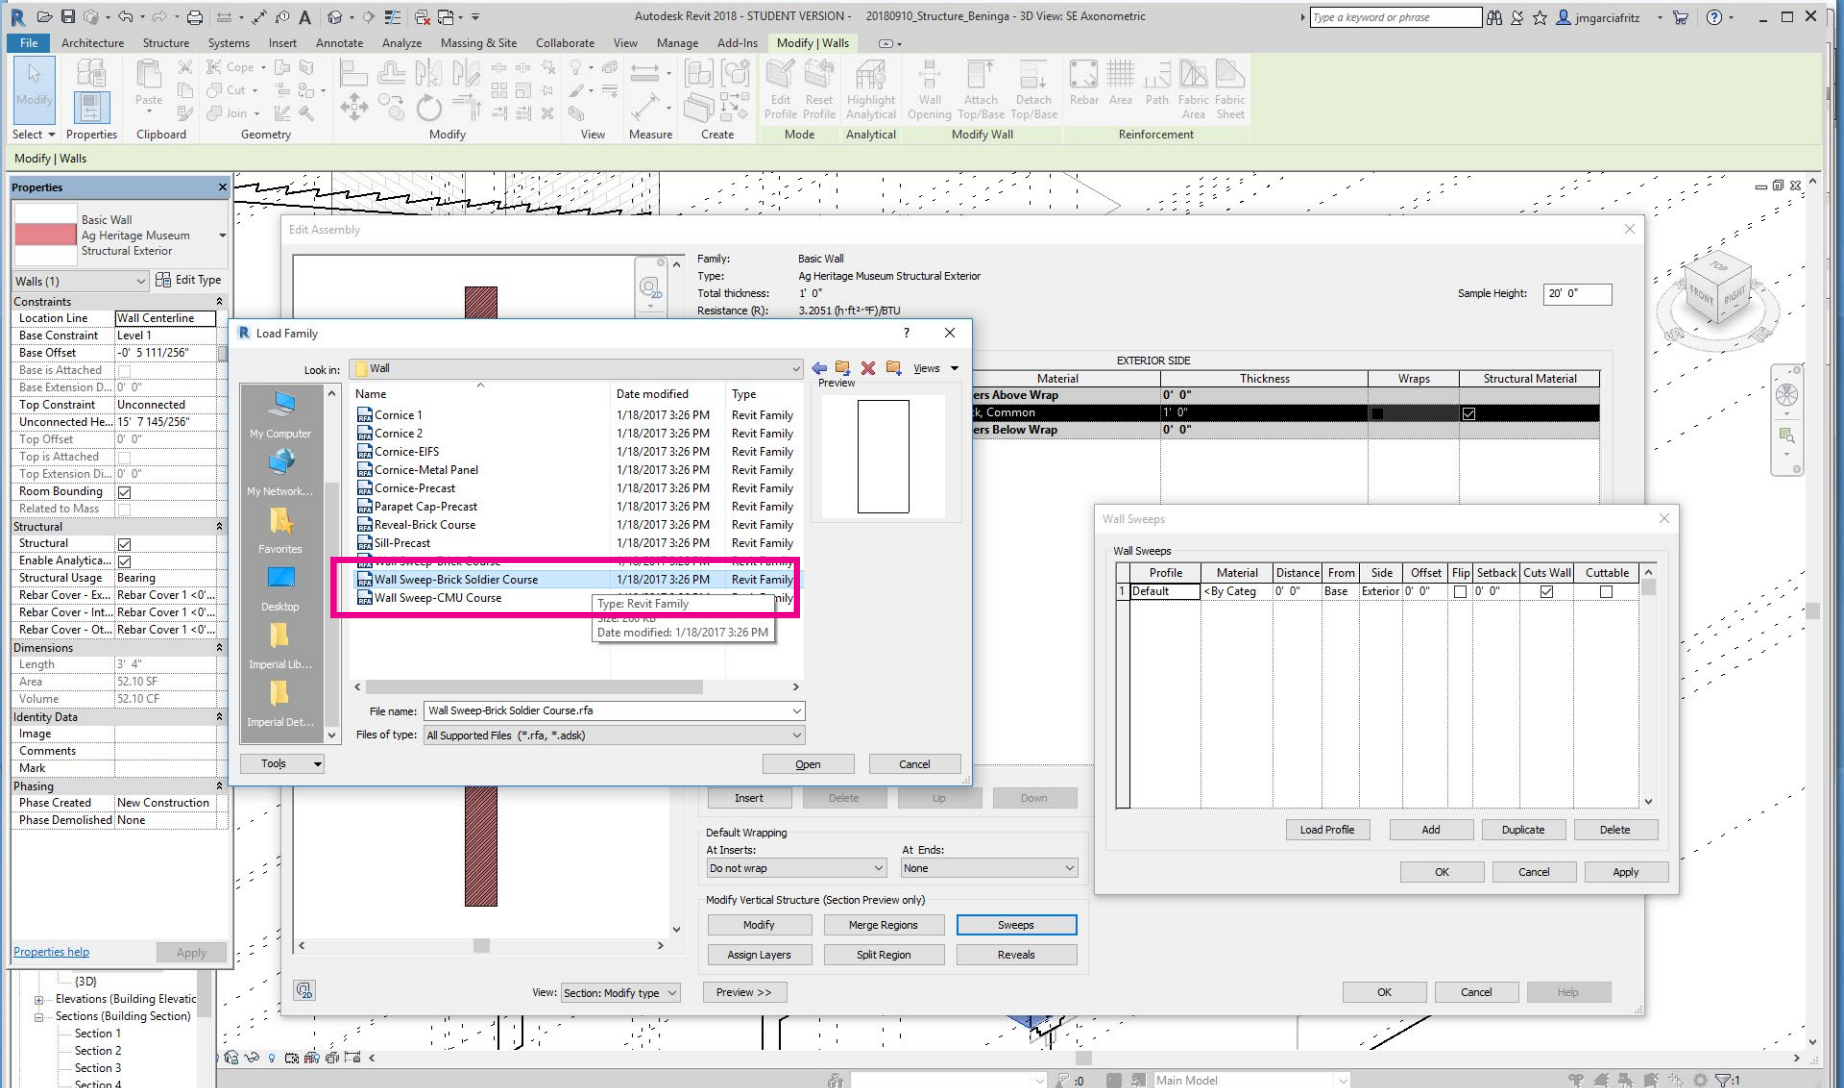 Autodesk Revit 2018 - STUDENT VERSION - 20180910_Structure_Beninga - 3D View: SE Axonometric
Type a keyword or phrase
jmgarciafritz
File Architecture Structure Systems Insert Annotate Analyze Massing & Site Collaborate View Manage Add-Ins Modify | Walls
Modify
Paste
Cope
Cut
Join
Edit Profile
Reset Profile
Highlight Analytical
Wall Opening
Attach Top/Base
Detach Top/Base
Rebar
Area
Path
Fabric Area
Fabric Sheet
Select Properties Clipboard Geometry Modify View Measure Create Mode Analytical Modify Wall Reinforcement
Modify | Walls
Properties
Basic Wall
Ag Heritage Museum
Structural Exterior
Walls (1) Edit Type
Constraints
Location Line Wall Centerline
Base Constraint Level 1
Base Offset -0' 5 111/256"
Base is Attached
Base Extension D... 0' 0"
Top Constraint Unconnected
Unconnected He... 15' 7 145/256"
Top Offset 0' 0"
Top is Attached
Top Extension Di... 0' 0"
Room Bounding
Related to Mass
Structural
Structural
Enable Analytica...
Structural Usage Bearing
Rebar Cover - Ex... Rebar Cover 1 <0'...
Rebar Cover - Int... Rebar Cover 1 <0'...
Rebar Cover - Ot... Rebar Cover 1 <0'...
Dimensions
Length 3' 4"
Area 52.10 SF
Volume 52.10 CF
Identity Data
Image
Comments
Mark
Phasing
Phase Created New Construction
Phase Demolished None
Properties help Apply
{3D}
Elevations (Building Elevatic
Sections (Building Section)
Section 1
Section 2
Section 3
Section 4
Edit Assembly
Family: Basic Wall
Type: Ag Heritage Museum Structural Exterior
Total thickness: 1' 0"
Resistance (R): 3.2051 (h·ft²·°F)/BTU
Sample Height: 20' 0"
EXTERIOR SIDE
Material Thickness Wraps Structural Material
ers Above Wrap 0' 0"
k, Common 1' 0"
ers Below Wrap 0' 0"
Load Family
Look in: Wall
Views
Preview
My Computer
My Network...
Favorites
Desktop
Imperial Lib...
Imperial Det...
Name Date modified Type
Cornice 1 1/18/2017 3:26 PM Revit Family
Cornice 2 1/18/2017 3:26 PM Revit Family
Cornice-EIFS 1/18/2017 3:26 PM Revit Family
Cornice-Metal Panel 1/18/2017 3:26 PM Revit Family
Cornice-Precast 1/18/2017 3:26 PM Revit Family
Parapet Cap-Precast 1/18/2017 3:26 PM Revit Family
Reveal-Brick Course 1/18/2017 3:26 PM Revit Family
Sill-Precast 1/18/2017 3:26 PM Revit Family
Wall Sweep-Brick Course 1/18/2017 3:26 PM Revit Family
Wall Sweep-Brick Soldier Course 1/18/2017 3:26 PM Revit Family
Wall Sweep-CMU Course
Type: Revit Family
Size: 260 KB
Date modified: 1/18/2017 3:26 PM
File name: Wall Sweep-Brick Soldier Course.rfa
Files of type: All Supported Files (*.rfa, *.adsk)
Tools Open Cancel
Insert Delete Up Down
Default Wrapping
At Inserts: At Ends:
Do not wrap None
Modify Vertical Structure (Section Preview only)
Modify Merge Regions Sweeps
Assign Layers Split Region Reveals
View: Section: Modify type Preview >>
OK Cancel Help
Wall Sweeps
Wall Sweeps
Profile Material Distance From Side Offset Flip Setback Cuts Wall Cuttable
1 Default <By Categ 0' 0" Base Exterior 0' 0" 0' 0"
Load Profile Add Duplicate Delete
OK Cancel Apply
TOP
FRONT
RIGHT
:0
Main Model
:1